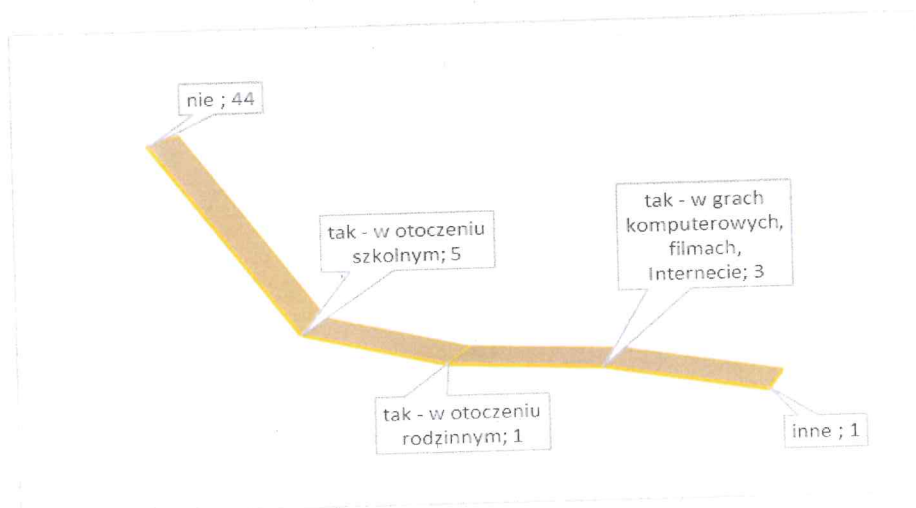 nie ; 44
tak - w otoczeniu
szkolnym; 5
tak - w grach
komputerowych,
filmach,
Internecie; 3
tak - w otoczeniu
rodzinnym; 1
inne ; 1